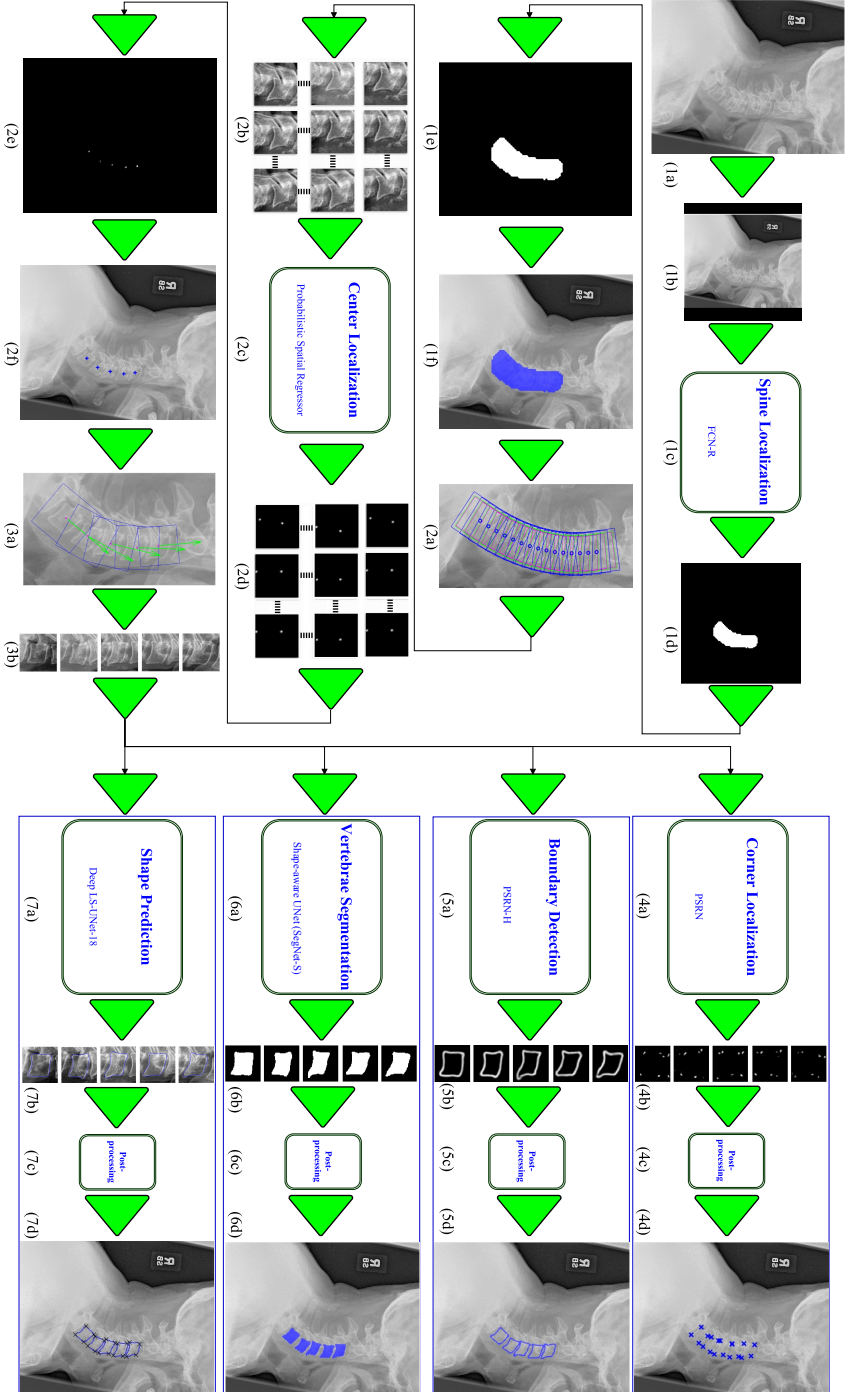 R
82
88
(1a)
R
(1b)
Spine Localization
FCN-R
(1c)
(1d)
(1e)
R
(1f)
(2a)
(2b)
Center Localization
Probabilistic Spatial Regressor
(2c)
(2d)
(2e)
R
(2f)
(3a)
(3b)
Corner Localization
PSRN
(4a)
(4b)
Post-
processing
(4c)
R
(4d)
Boundary Detection
PSRN-H
(5a)
(5b)
Post-
processing
(5c)
R
(5d)
Vertebrae Segmentation
Shape-aware UNet (SegNet-S)
(6a)
(6b)
Post-
processing
(6c)
R
(6d)
Shape Prediction
Deep LS-UNet-18
(7a)
(7b)
Post-
processing
(7c)
R
(7d)